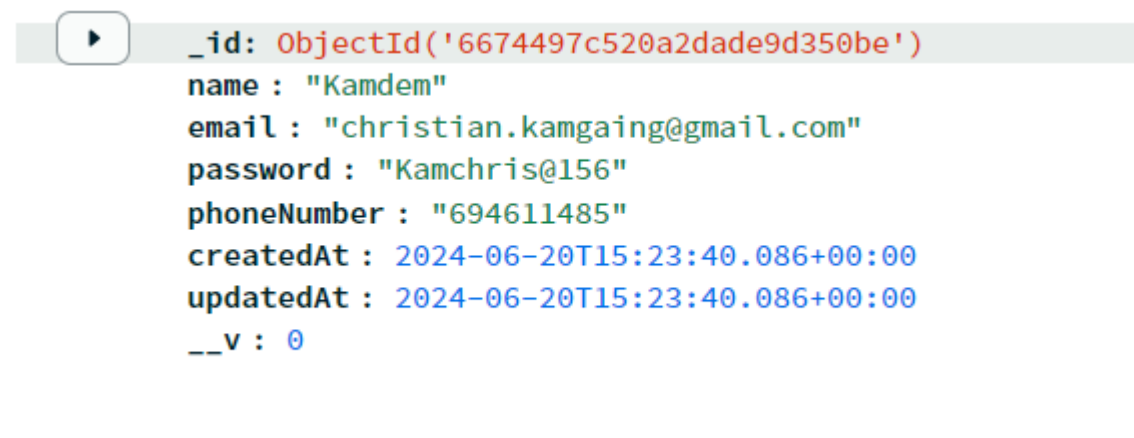 _id: ObjectId('6674497c520a2dade9d350be')
name : "Kamdem"
email : "christian.kamgaing@gmail.com"
password : "Kamchris@156"
phoneNumber : "694611485"
createdAt : 2024-06-20T15:23:40.086+00:00
updatedAt : 2024-06-20T15:23:40.086+00:00
__v : 0